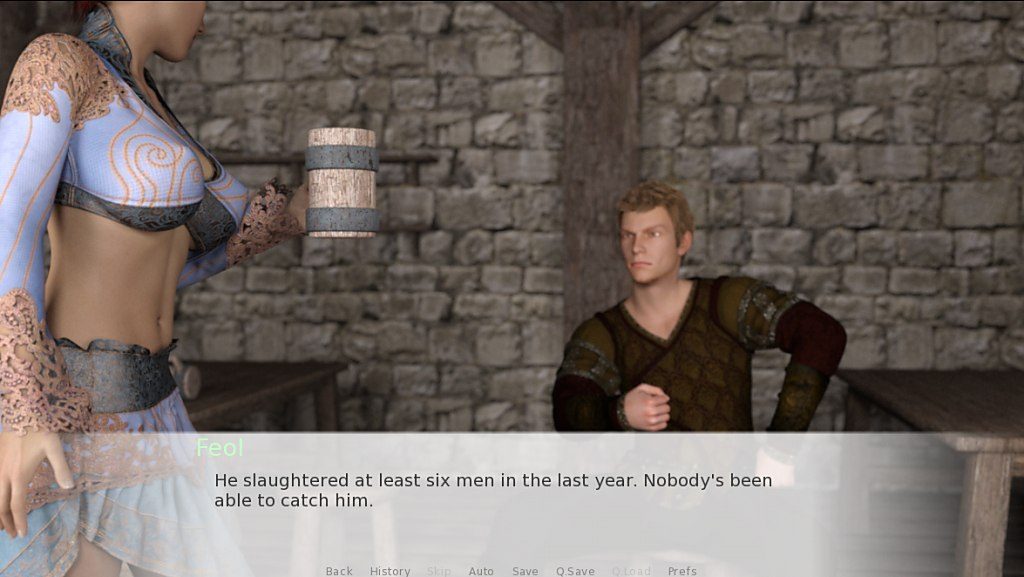 Feol
He slaughtered at least six men in the last year. Nobody's been
able to catch him.
Back History Skip Auto Save Q.Save Q.Load Prefs